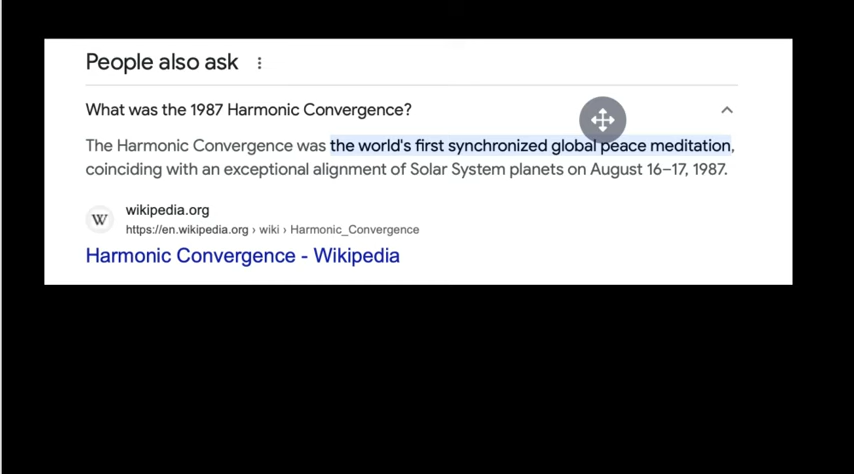 People also ask
What was the 1987 Harmonic Convergence?
The Harmonic Convergence was the world's first synchronized global peace meditation,
coinciding with an exceptional alignment of Solar System planets on August 16–17, 1987.
W
wikipedia.org
https://en.wikipedia.org › wiki › Harmonic_Convergence
Harmonic Convergence - Wikipedia